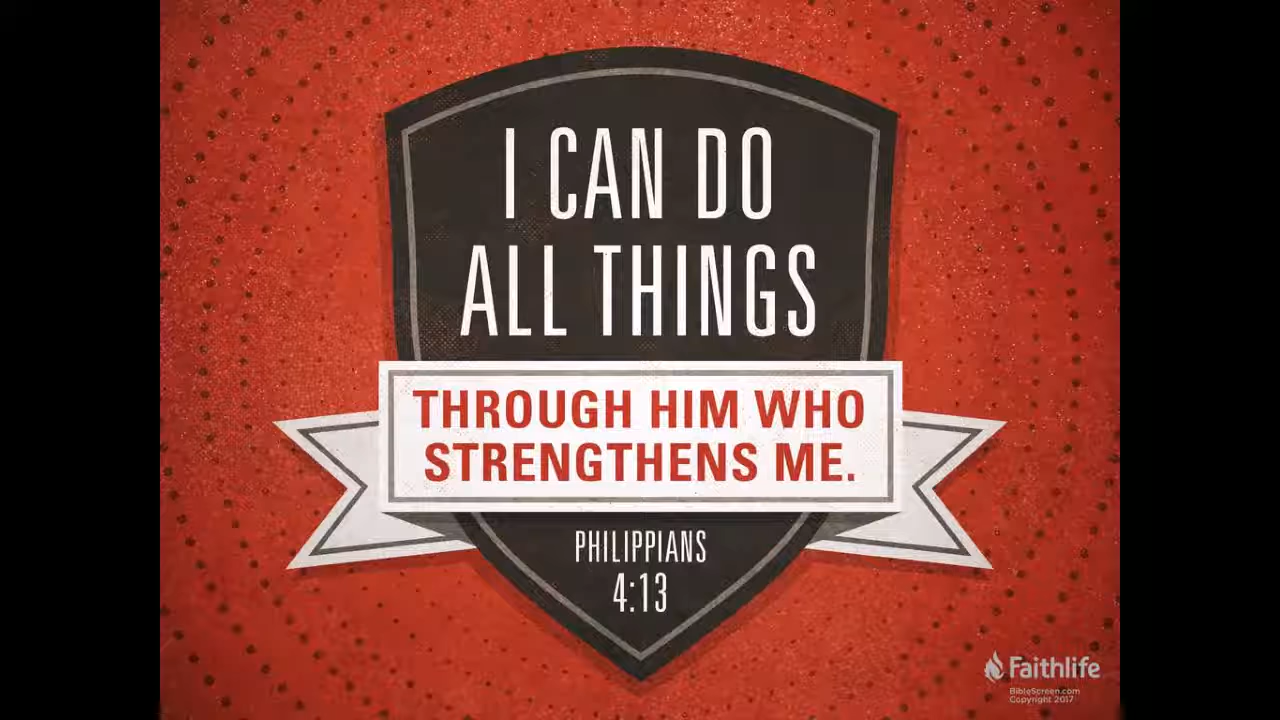 I CAN DO
ALL THINGS
THROUGH HIM WHO
STRENGTHENS ME.
PHILIPPIANS
4:13
Faithlife
BibleScreen.com
Copyright 2017